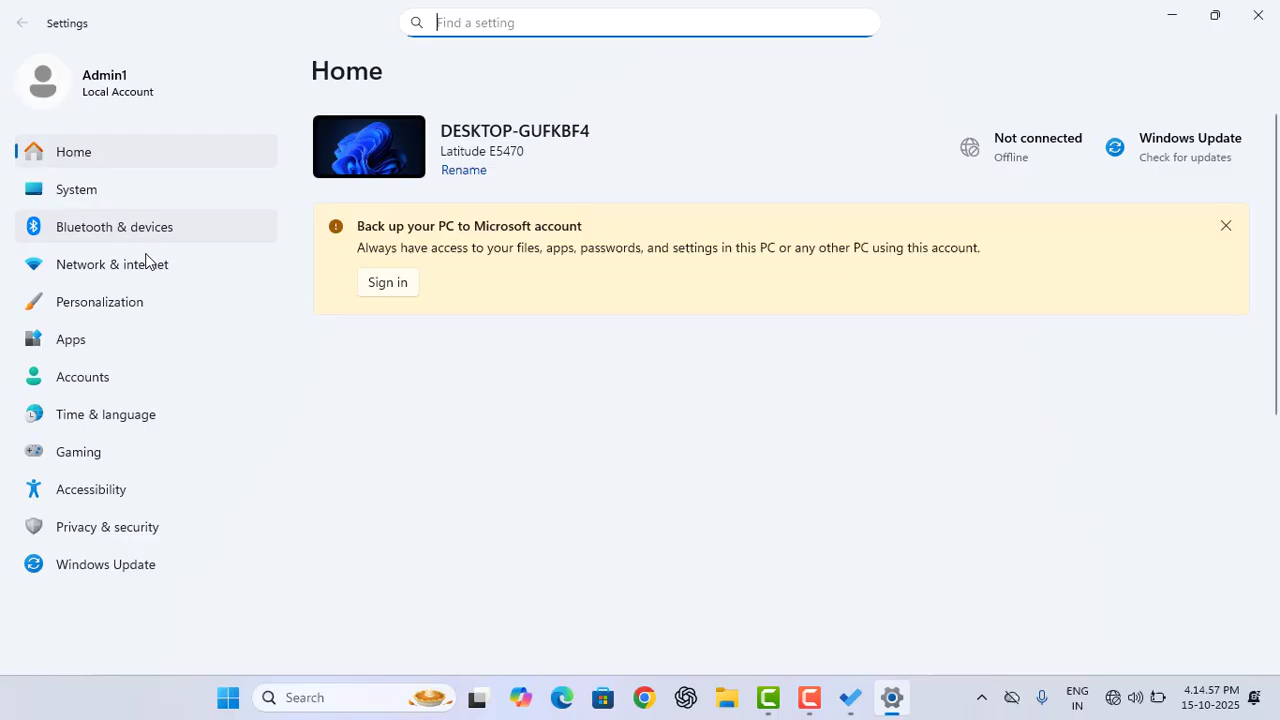 Settings
Find a setting
Admin1
Local Account
Home
System
Bluetooth & devices
Network & internet
Personalization
Apps
Accounts
Time & language
Gaming
Accessibility
Privacy & security
Windows Update
Home
DESKTOP-GUFKBF4
Latitude E5470
Rename
Not connected
Offline
Windows Update
Check for updates
Back up your PC to Microsoft account
Always have access to your files, apps, passwords, and settings in this PC or any other PC using this account.
Sign in
Search
ENG
IN
4:14:57 PM
15-10-2025